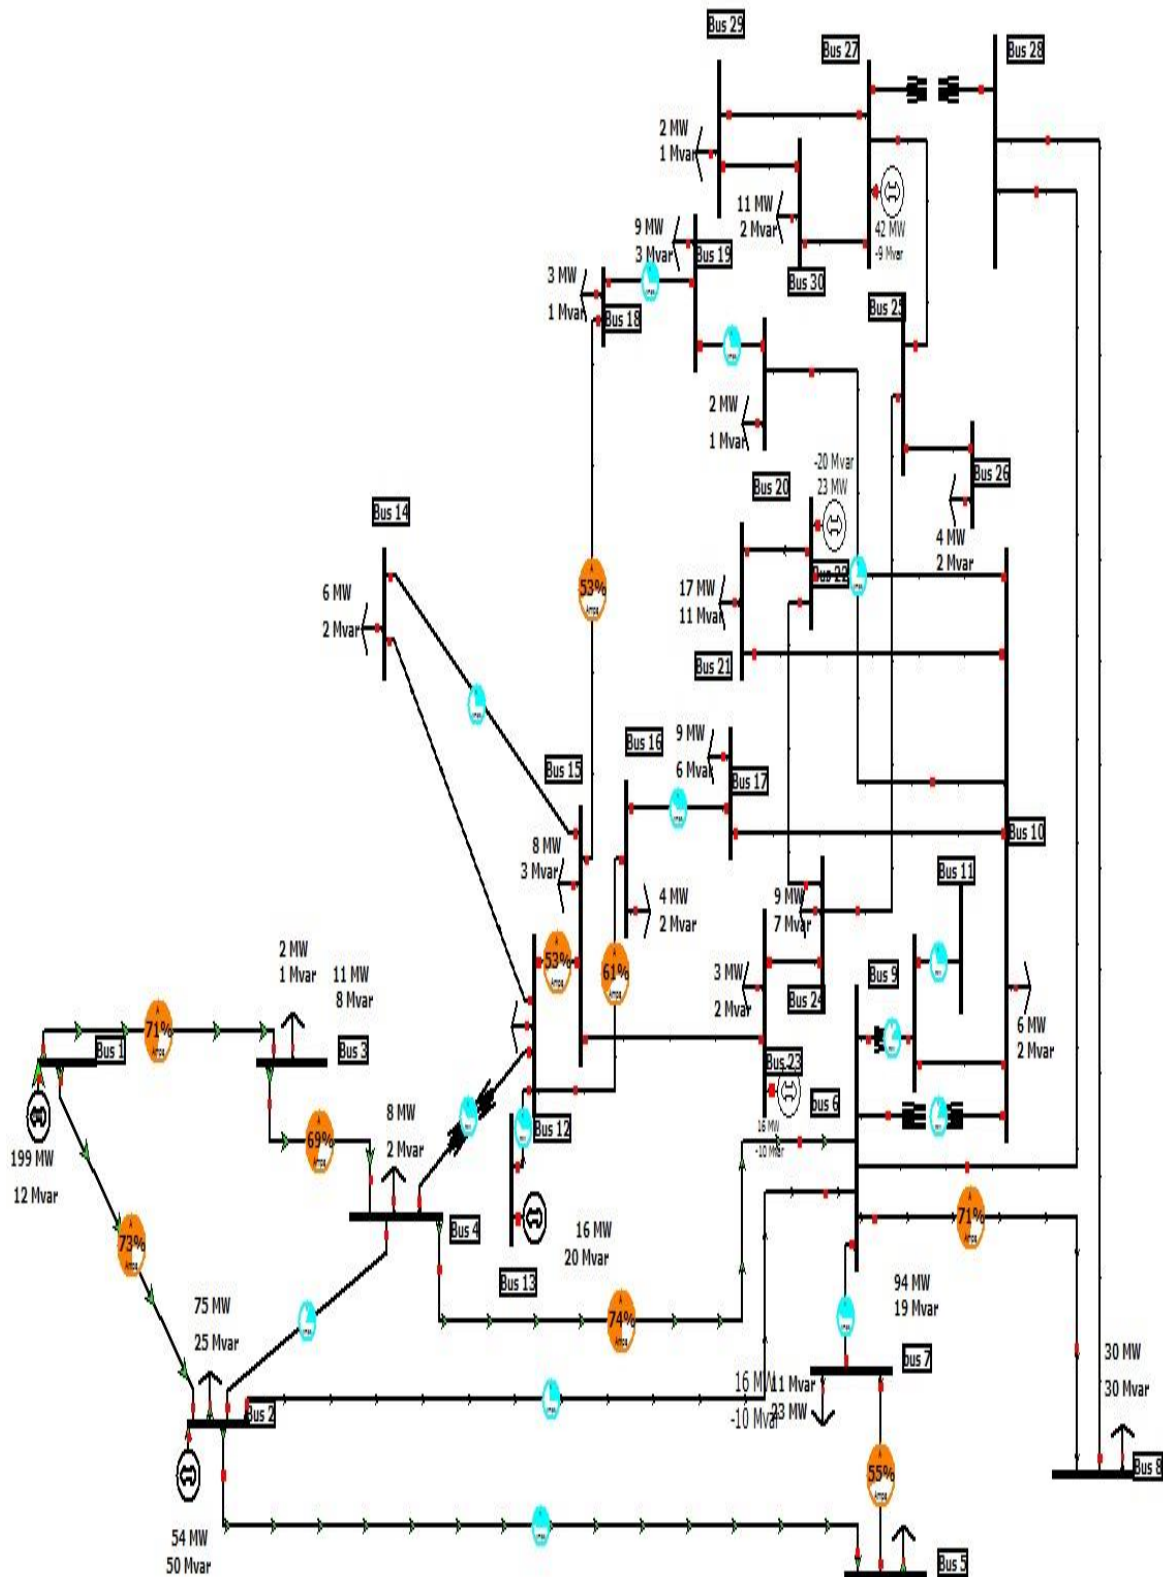 Bus 29
Bus 27
Bus 28
2 MW
1 Mvar
11 MW
2 Mvar
42 MW
-9 Mvar
9 MW
3 Mvar
Bus 19
Bus 30
3 MW
1 Mvar
Bus 18
Bus 25
2 MW
1 Mvar
-20 Mvar
23 MW
Bus 20
Bus 26
4 MW
2 Mvar
Bus 14
6 MW
2 Mvar
53%
Amps
17 MW
11 Mvar
Bus 22
Bus 21
Bus 16
9 MW
6 Mvar
Bus 17
Bus 15
8 MW
3 Mvar
Bus 10
Bus 11
4 MW
2 Mvar
9 MW
7 Mvar
53%
Amps
61%
Amps
3 MW
2 Mvar
Bus 24
Bus 9
6 MW
2 Mvar
2 MW
1 Mvar
11 MW
8 Mvar
71%
Amps
Bus 1
Bus 3
Bus 23
bus 6
16 MW
-10 Mvar
8 MW
2 Mvar
69%
Amps
Bus 12
199 MW
12 Mvar
73%
Amps
Bus 4
16 MW
20 Mvar
Bus 13
71%
Amps
94 MW
19 Mvar
75 MW
25 Mvar
74%
Amps
bus 7
30 MW
30 Mvar
16 MW
-10 Mvar
11 Mvar
23 MW
Bus 2
55%
Amps
Bus 8
54 MW
50 Mvar
Bus 5